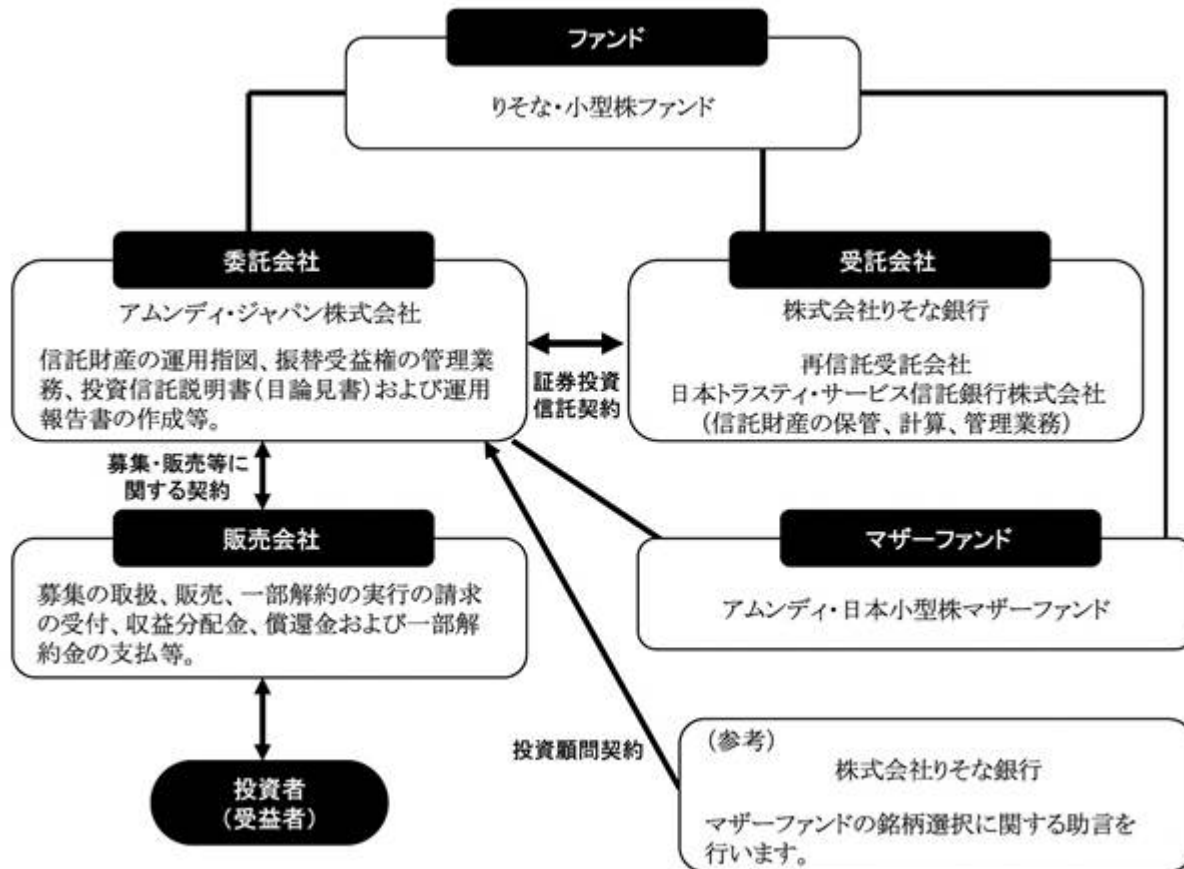 ファンド
りそな・小型株ファンド
委託会社
アムンディ・ジャパン株式会社
信託財産の運用指図、振替受益権の管理業
務、投資信託説明書(目論見書)および運用
報告書の作成等。
証券投資
信託契約
受託会社
株式会社りそな銀行
再信託受託会社
日本トラスティ・サービス信託銀行株式会社
(信託財産の保管、計算、管理業務)
募集・販売等に
関する契約
販売会社
募集の取扱、販売、一部解約の実行の請求
の受付、収益分配金、償還金および一部解
約金の支払等。
マザーファンド
アムンディ・日本小型株マザーファンド
投資者
(受益者)
投資顧問契約
(参考)
株式会社りそな銀行
マザーファンドの銘柄選択に関する助言を
行います。